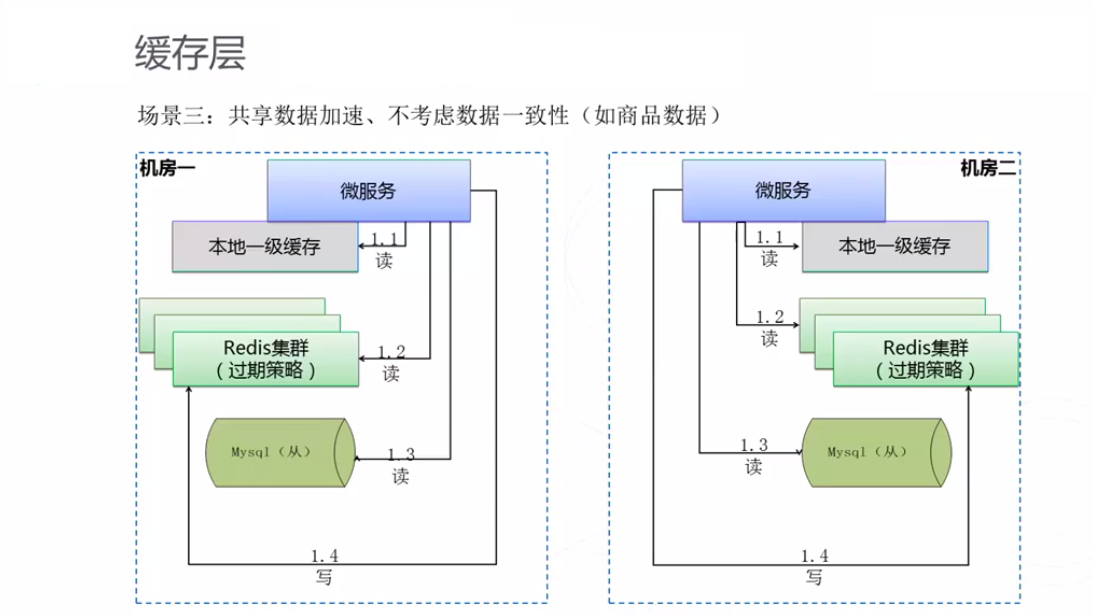 缓存层
场景三：共享数据加速、不考虑数据一致性（如商品数据）
机房一
微服务
本地一级缓存
1.1
读
Redis集群
（过期策略）
1.2
读
Mysql（从）
1.3
读
1.4
写
机房二
微服务
1.1
读
本地一级缓存
1.2
读
Redis集群
（过期策略）
1.3
读
Mysql（从）
1.4
写